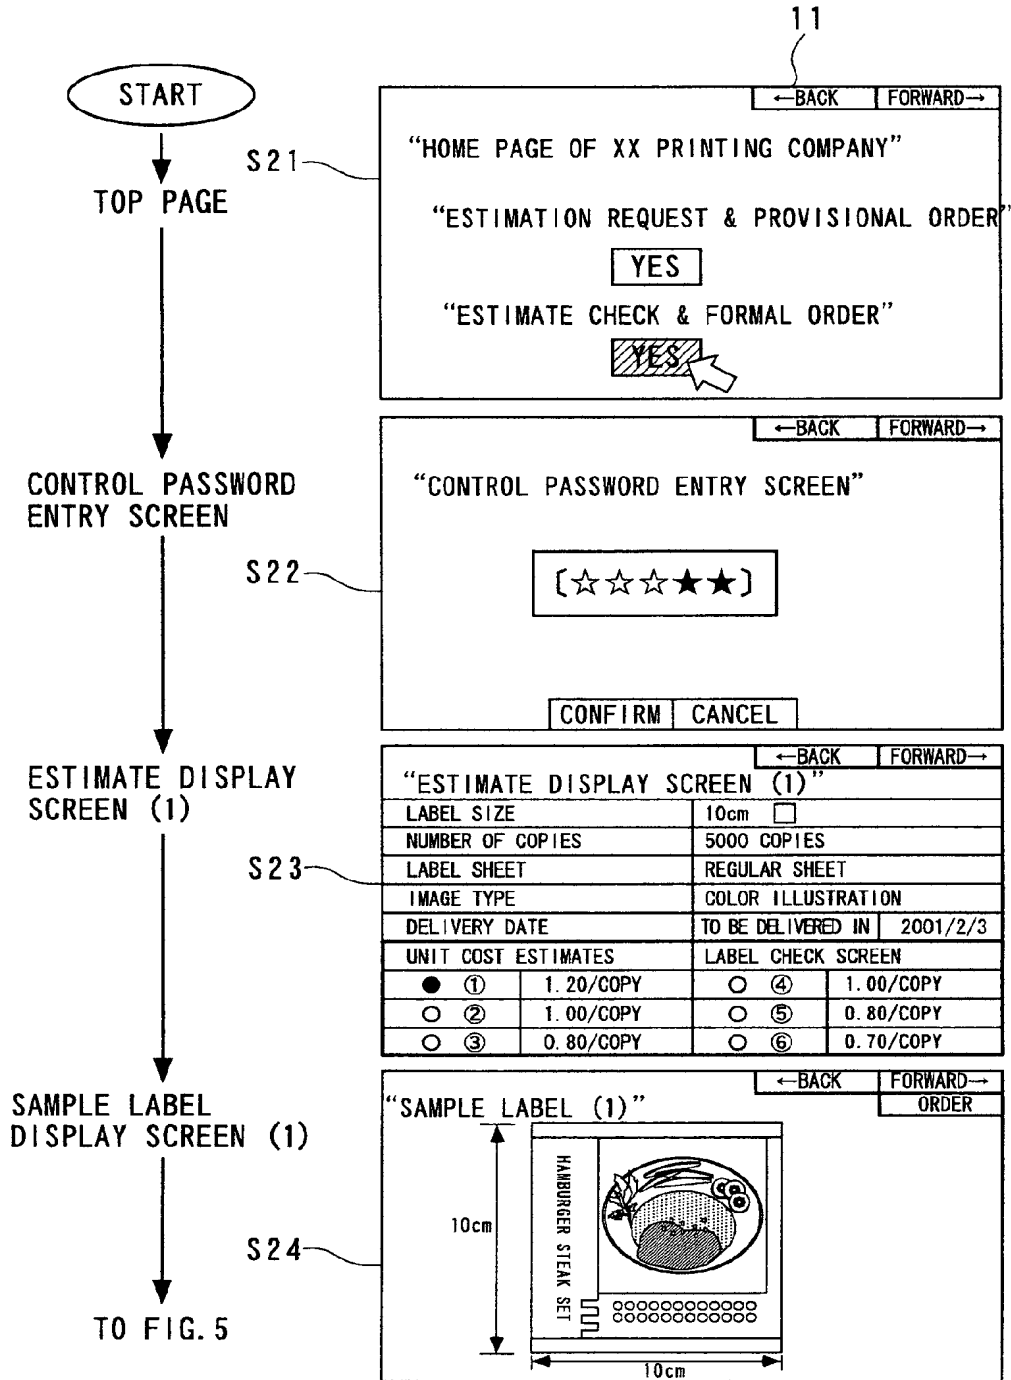 11
START
TOP PAGE
CONTROL PASSWORD
ENTRY SCREEN
ESTIMATE DISPLAY
SCREEN (1)
SAMPLE LABEL
DISPLAY SCREEN (1)
TO FIG. 5
S21
←BACK FORWARD→
“HOME PAGE OF XX PRINTING COMPANY”
“ESTIMATION REQUEST & PROVISIONAL ORDER”
YES
“ESTIMATE CHECK & FORMAL ORDER”
YES
S22
←BACK FORWARD→
“CONTROL PASSWORD ENTRY SCREEN”
[☆☆☆★★]
CONFIRM CANCEL
S23
←BACK FORWARD→
“ESTIMATE DISPLAY SCREEN (1)”
LABEL SIZE 10cm □
NUMBER OF COPIES 5000 COPIES
LABEL SHEET REGULAR SHEET
IMAGE TYPE COLOR ILLUSTRATION
DELIVERY DATE TO BE DELIVERED IN 2001/2/3
UNIT COST ESTIMATES LABEL CHECK SCREEN
● ① 1.20/COPY ○ ④ 1.00/COPY
○ ② 1.00/COPY ○ ⑤ 0.80/COPY
○ ③ 0.80/COPY ○ ⑥ 0.70/COPY
S24
←BACK FORWARD→
ORDER
“SAMPLE LABEL (1)”
HAMBURGER STEAK SET
10cm
10cm